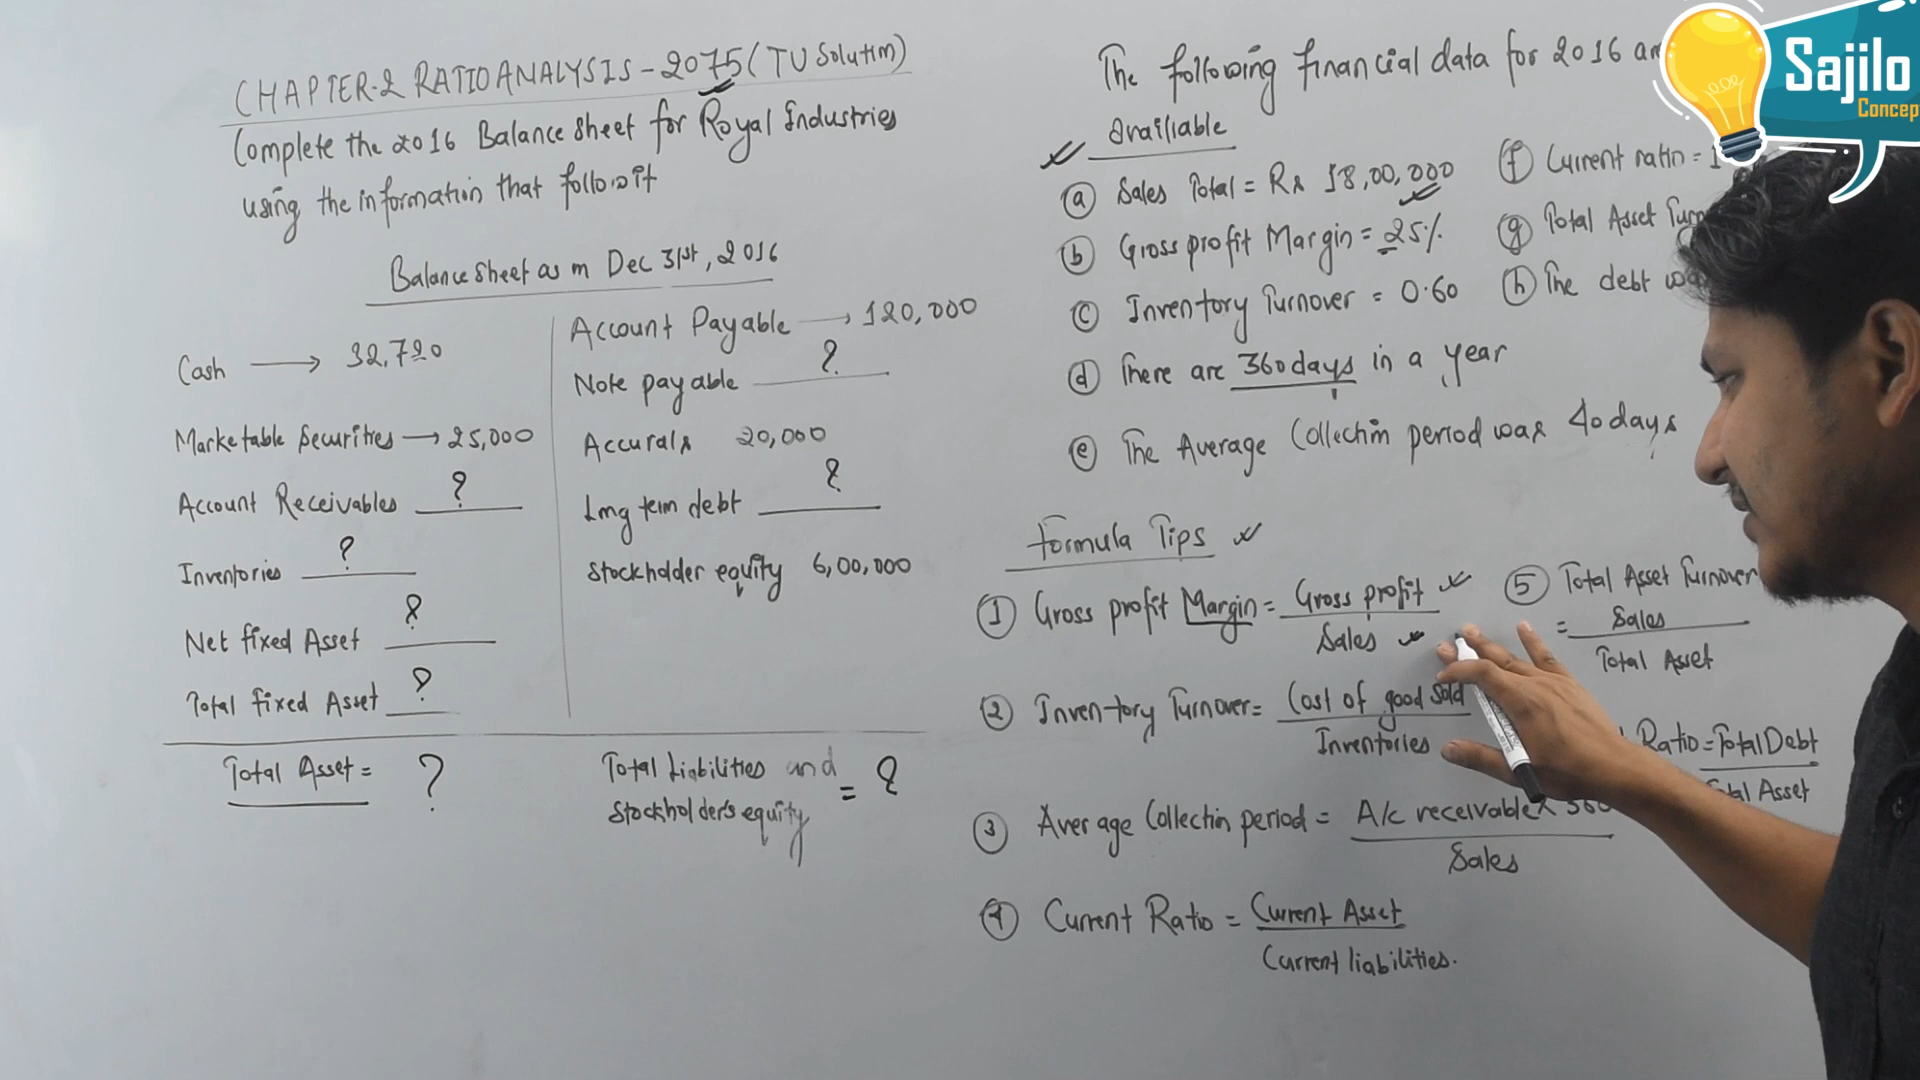 CHAPTER-2 RATIO ANALYSIS - 2075 (TU Solution)
Complete the 2016 Balance Sheet for Royal Industries
using the information that follows it
Balance Sheet as on Dec 31st, 2016
Cash → 32,720
Marketable Securities → 25,000
Account Receivables ?
Inventories ?
Net fixed Asset ?
Total fixed Asset ?
Total Asset = ?
Account Payable → 120,000
Note payable ?
Accurals 20,000
Long term debt ?
Stockholder equity 6,00,000
Total Liabilities and
Stockholder's equity = ?
The following financial data for 2016 are
availiable
(a) Sales Total = Rs 18,00,000
(b) Gross profit Margin = 25%
(c) Inventory Turnover = 0.60
(d) There are 360 days in a year
(e) The Average Collection period was 40 days
(f) Current ratio = 1
(g) Total Asset
(h) The debt
Formula Tips
(1) Gross profit Margin = Gross profit
Sales
(2) Inventory Turnover = Cost of good sold
Inventories
(3) Average Collection period = A/c receivable × 360
Sales
(4) Current Ratio = Current Asset
Current liabilities.
(5) Total Asset Turnover
= Sales
Total Asset
Ratio = Total Debt
Total Asset
Sajilo